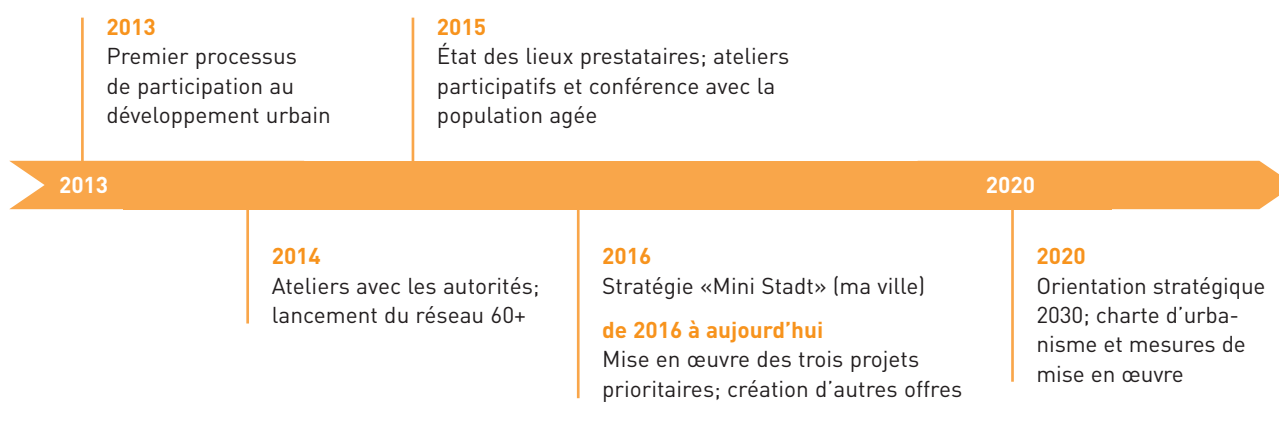 2013
Premier processus
de participation au
développement urbain
2015
État des lieux prestataires; ateliers
participatifs et conférence avec la
population agée
2013
2020
2014
Ateliers avec les autorités;
lancement du réseau 60+
2016
Stratégie «Mini Stadt» (ma ville)
de 2016 à aujourd’hui
Mise en œuvre des trois projets
prioritaires; création d’autres offres
2020
Orientation stratégique
2030; charte d’urba-
nisme et mesures de
mise en œuvre